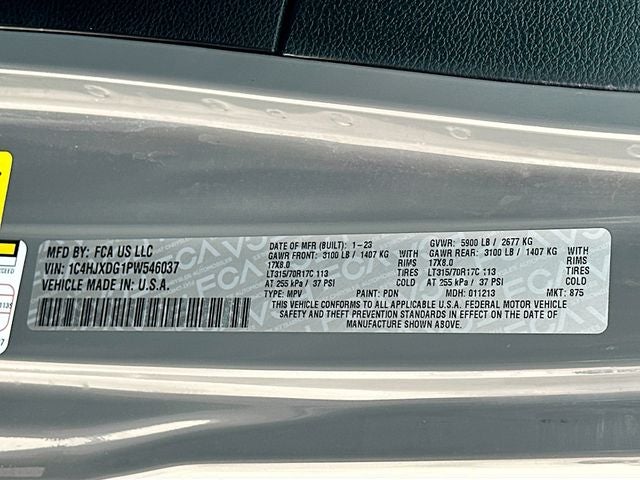 MFD BY: FCA US LLC
VIN: 1C4HJXDG1PW546037
VEHICLE MADE IN: U.S.A.
DATE OF MFR (BUILT): 1-23
GVWR: 5900 LB / 2677 KG
GAWR FRONT: 3100 LB / 1407 KG WITH
GAWR REAR: 3100 LB / 1407 KG WITH
17X8.0 RIMS
17X8.0 RIMS
LT315/70R17C 113 TIRES
LT315/70R17C 113 TIRES
AT 255 kPa / 37 PSI COLD
AT 255 kPa / 37 PSI COLD
TYPE: MPV PAINT: PDN MDH: 011213 MKT: 875
THIS VEHICLE CONFORMS TO ALL APPLICABLE U.S.A. FEDERAL MOTOR VEHICLE
SAFETY AND THEFT PREVENTION STANDARDS IN EFFECT ON THE DATE OF
MANUFACTURE SHOWN ABOVE.